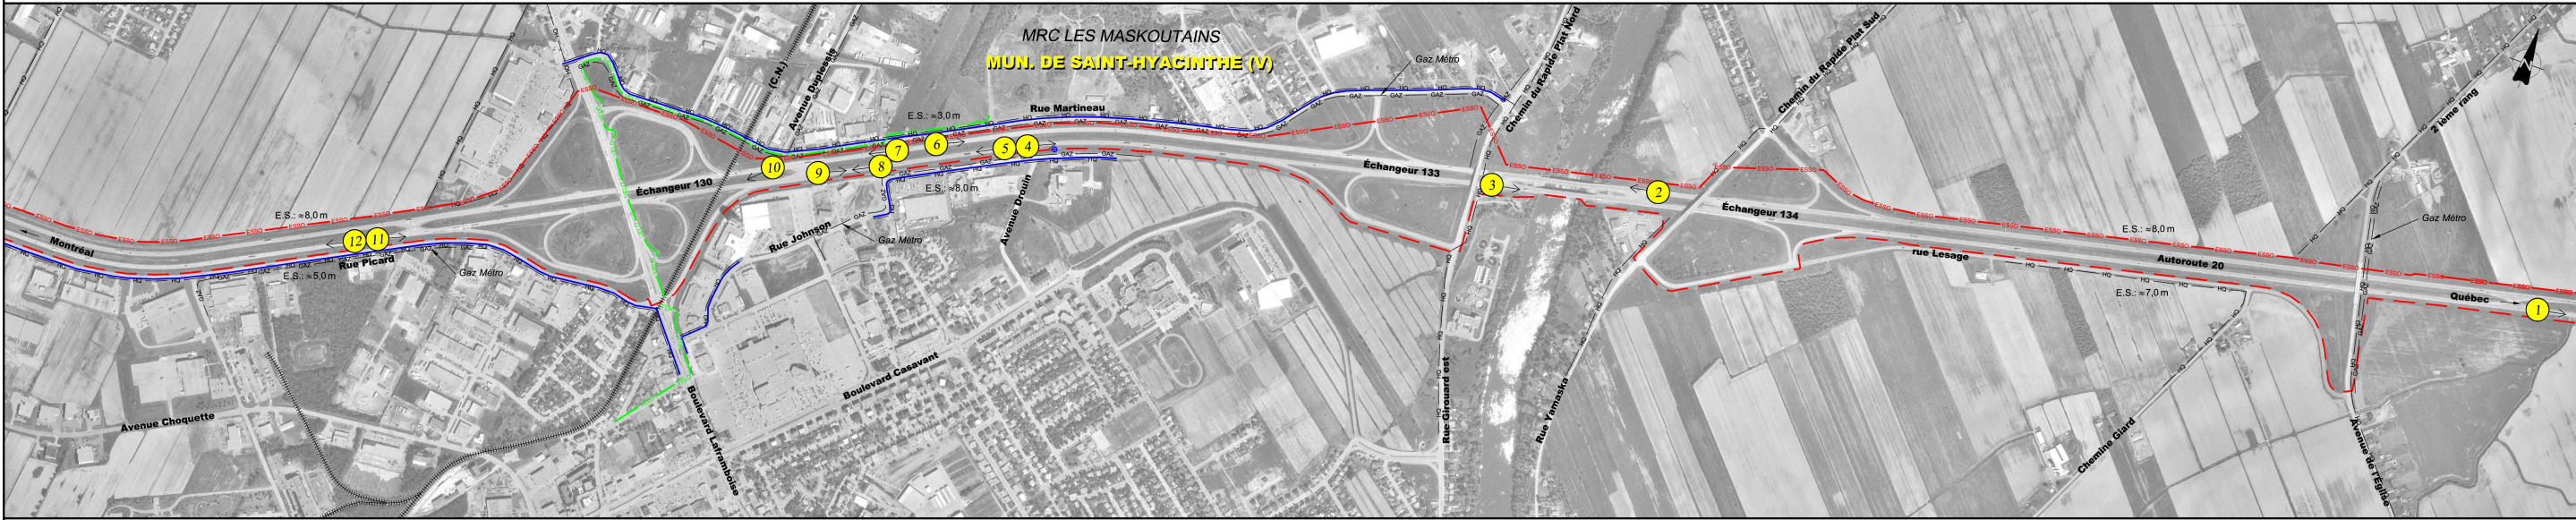 MRC LES MASKOUTAINS
MUN. DE SAINT-HYACINTHE (V)
(C.N.)
Avenue Duplessis
E.S.: ≈3,0 m
Rue Martineau
Gaz Métro
Chemin du Rapide Plat Nord
Chemin du Rapide Plat Sud
2 ième rang
N
Montréal
E.S.: ≈8,0 m
12
11
Rue Picard
E.S.: ≈5,0 m
Gaz Métro
Échangeur 130
10
9
8
7
6
5
4
E.S.: ≈8,0 m
Rue Johnson
Gaz Métro
Avenue Drouin
Échangeur 133
3
2
Échangeur 134
E.S.: ≈8,0 m
Gaz Métro
rue Lesage
Autoroute 20
E.S.: ≈7,0 m
Québec
1
Avenue Choquette
Boulevard Laframboise
Boulevard Casavant
Rue Girouard est
Rue Yamaska
Chemine Giard
Avenue de l'Église
ESSO
GAZ
HQ